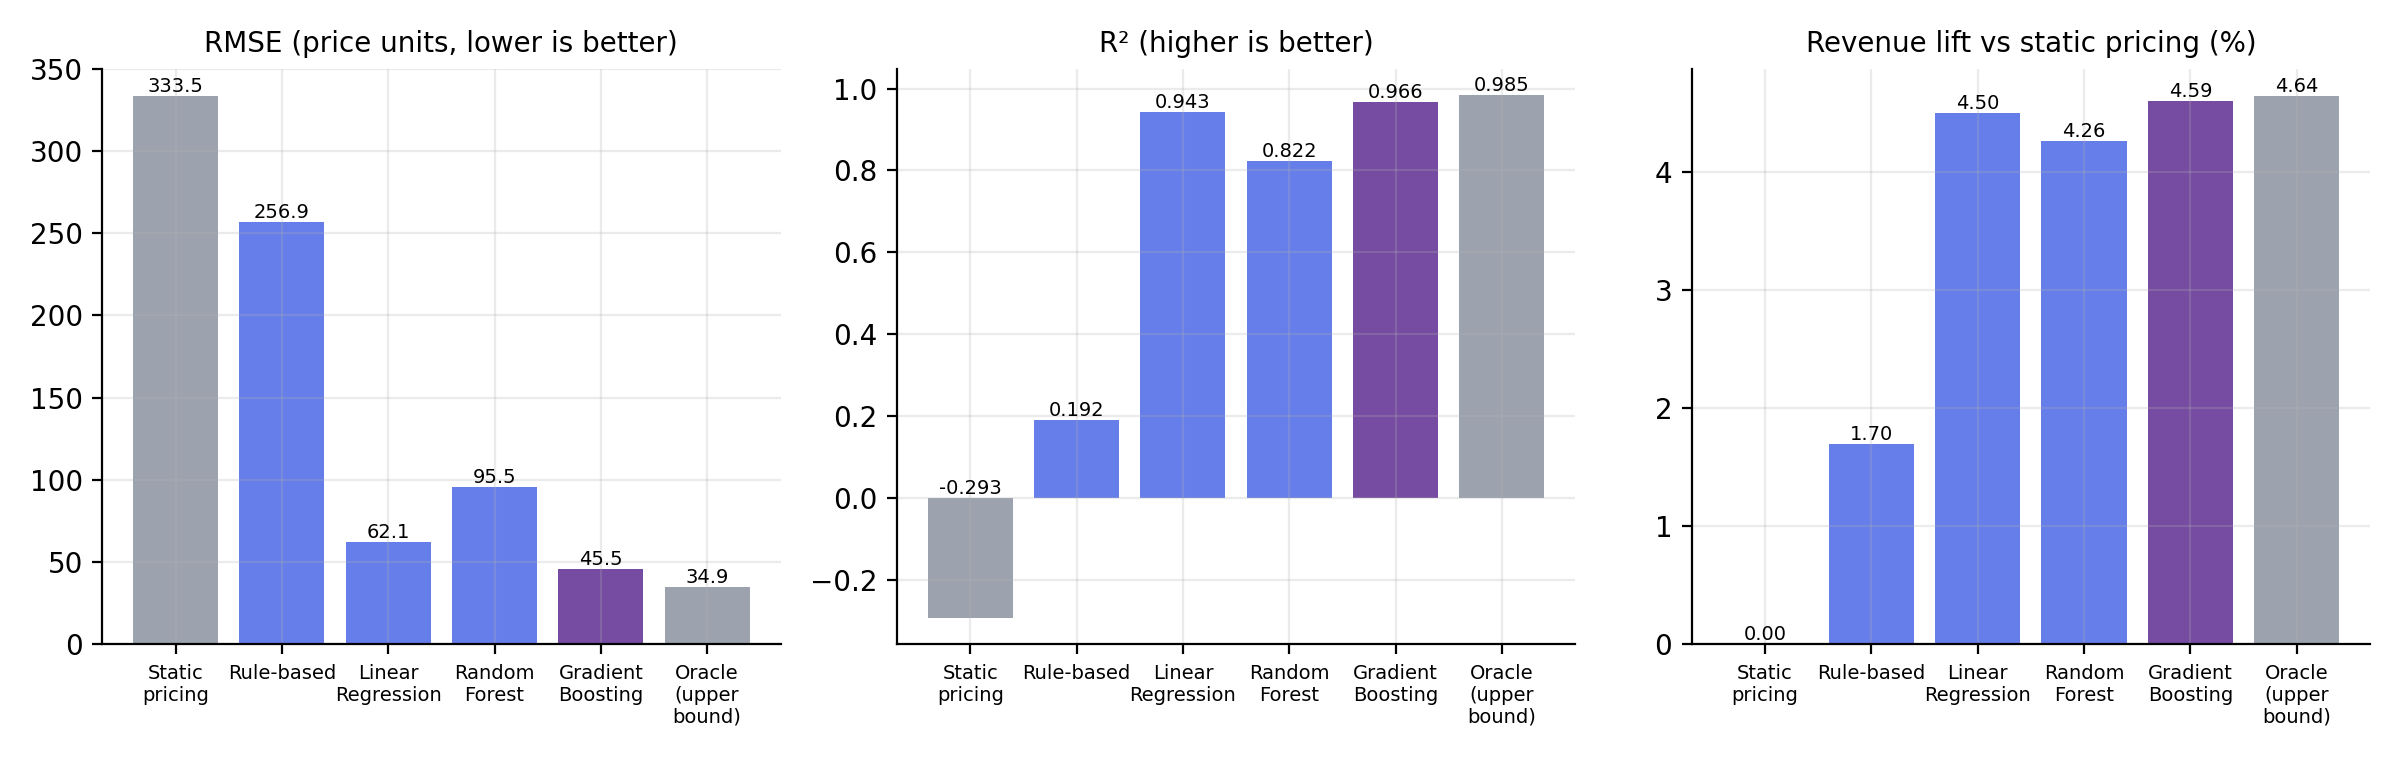 RMSE (price units, lower is better)
350
300
250
200
150
100
50
0
333.5
256.9
62.1
95.5
45.5
34.9
Static
pricing
Rule-based
Linear
Regression
Random
Forest
Gradient
Boosting
Oracle
(upper
bound)
R² (higher is better)
1.0
0.8
0.6
0.4
0.2
0.0
−0.2
-0.293
0.192
0.943
0.822
0.966
0.985
Static
pricing
Rule-based
Linear
Regression
Random
Forest
Gradient
Boosting
Oracle
(upper
bound)
Revenue lift vs static pricing (%)
4
3
2
1
0
0.00
1.70
4.50
4.26
4.59
4.64
Static
pricing
Rule-based
Linear
Regression
Random
Forest
Gradient
Boosting
Oracle
(upper
bound)